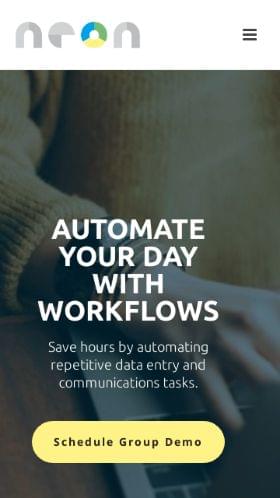 neon
AUTOMATE
YOUR DAY
WITH
WORKFLOWS
Save hours by automating
repetitive data entry and
communications tasks.
Schedule Group Demo